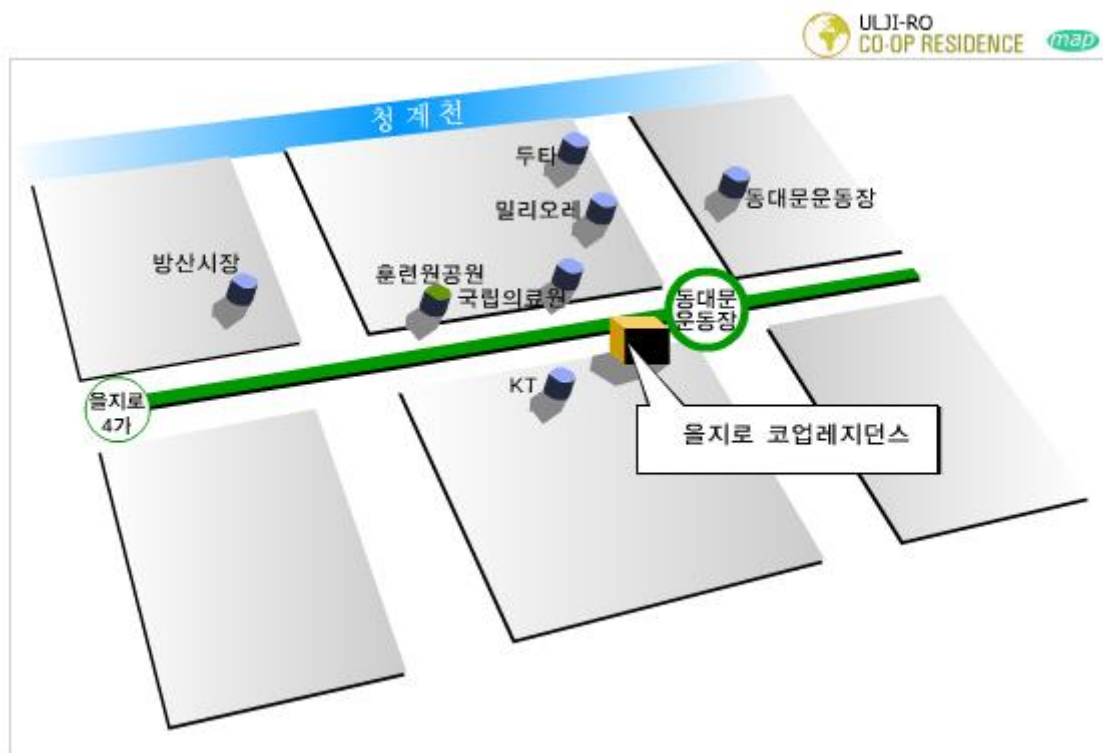 ULJI-RO
CO-OP RESIDENCE
map
청계천
두타
동대문운동장
밀리오레
방산시장
훈련원공원
국립의료원
동대문
운동장
을지로
4가
KT
을지로 코업레지던스